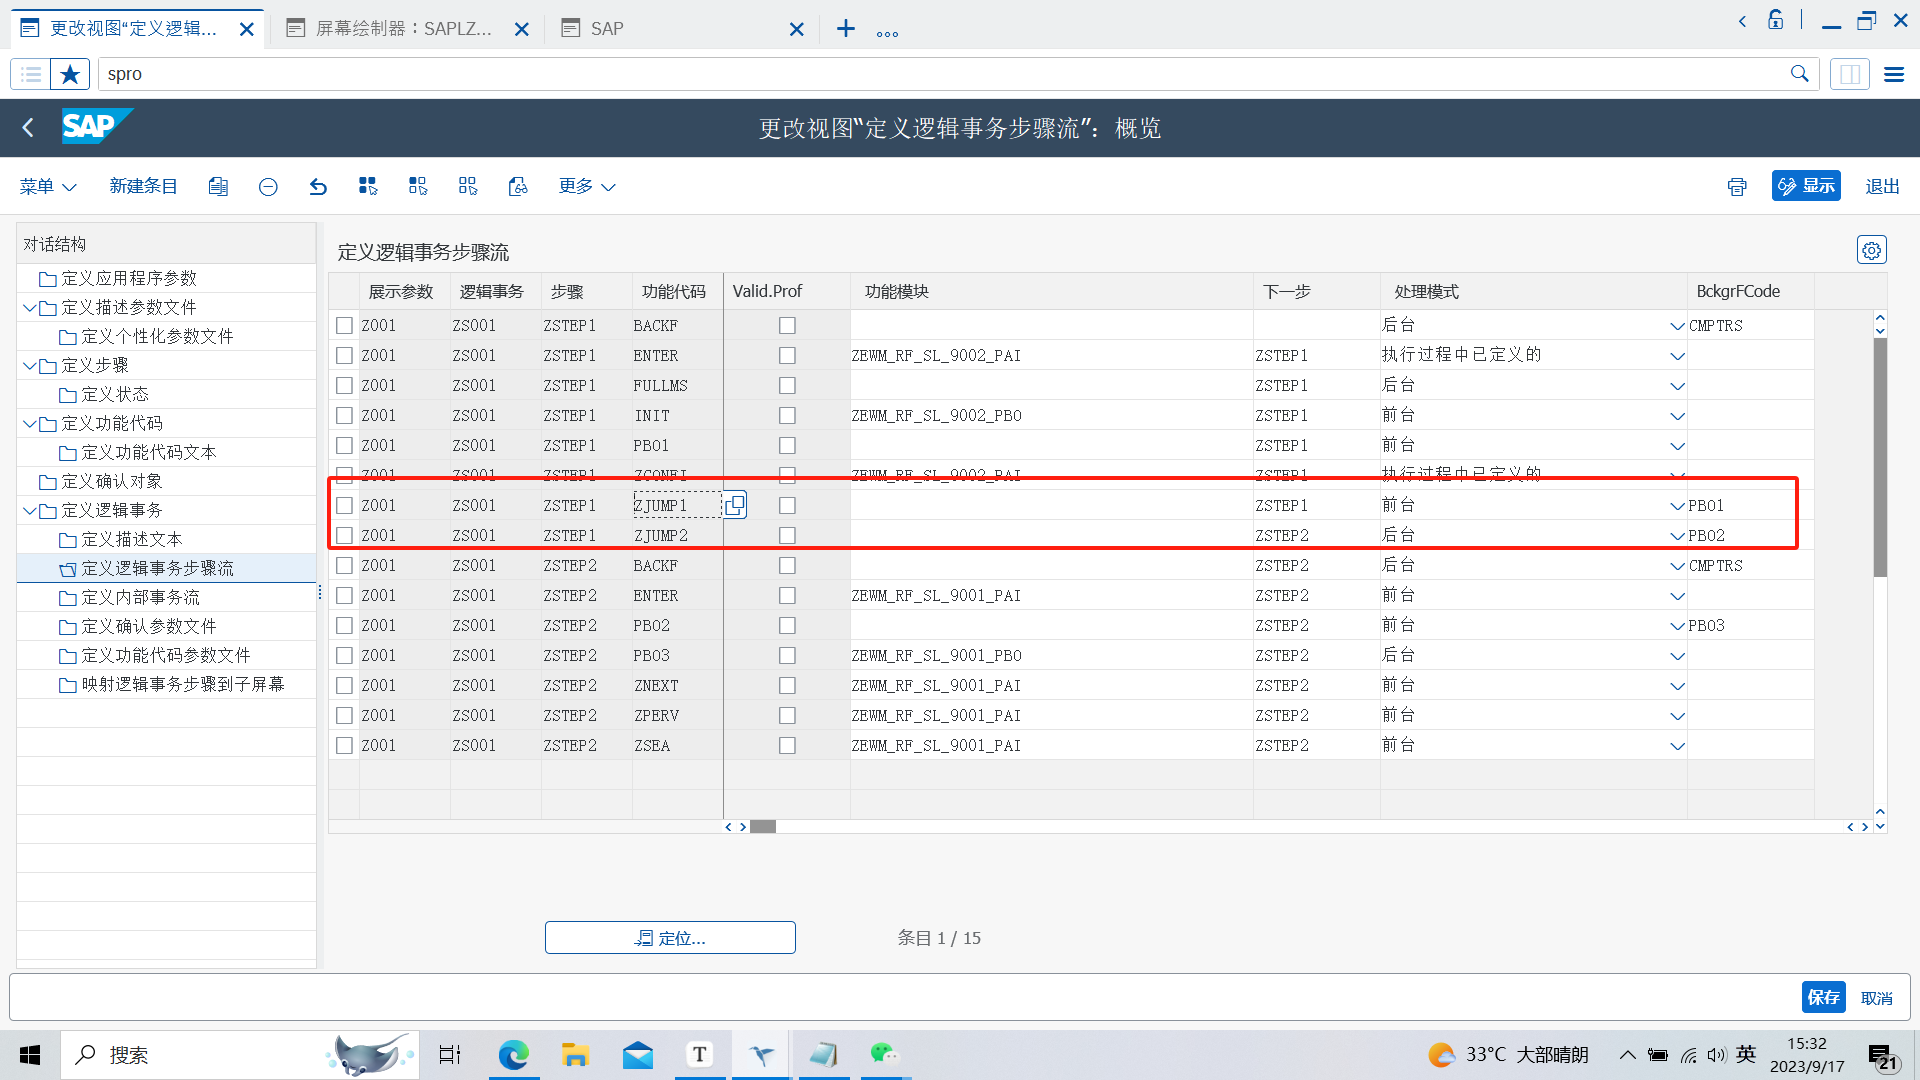 更改视图“定义逻辑... 屏幕绘制器：SAPLZ... SAP
spro
SAP 更改视图“定义逻辑事务步骤流”：概览
菜单 新建条目 更多 显示 退出
对话结构
定义应用程序参数
定义描述参数文件
定义个性化参数文件
定义步骤
定义状态
定义功能代码
定义功能代码文本
定义确认对象
定义逻辑事务
定义描述文本
定义逻辑事务步骤流
定义内部事务流
定义确认参数文件
定义功能代码参数文件
映射逻辑事务步骤到子屏幕
定义逻辑事务步骤流
展示参数 逻辑事务 步骤 功能代码 Valid.Prof 功能模块 下一步 处理模式 BckgrFCode
Z001 ZS001 ZSTEP1 BACKF 后台 CMPTRS
Z001 ZS001 ZSTEP1 ENTER ZEWM_RF_SL_9002_PAI ZSTEP1 执行过程中已定义的
Z001 ZS001 ZSTEP1 FULLMS ZSTEP1 后台
Z001 ZS001 ZSTEP1 INIT ZEWM_RF_SL_9002_PBO ZSTEP1 前台
Z001 ZS001 ZSTEP1 PBO1 ZSTEP1 前台
Z001 ZS001 ZSTEP1 ZCONFI ZEWM_RF_SL_9002_PAI ZSTEP1 执行过程中已定义的
Z001 ZS001 ZSTEP1 ZJUMP1 ZSTEP1 前台 PBO1
Z001 ZS001 ZSTEP1 ZJUMP2 ZSTEP2 后台 PBO2
Z001 ZS001 ZSTEP2 BACKF ZSTEP2 后台 CMPTRS
Z001 ZS001 ZSTEP2 ENTER ZEWM_RF_SL_9001_PAI ZSTEP2 前台
Z001 ZS001 ZSTEP2 PBO2 ZSTEP2 前台 PBO3
Z001 ZS001 ZSTEP2 PBO3 ZEWM_RF_SL_9001_PBO ZSTEP2 后台
Z001 ZS001 ZSTEP2 ZNEXT ZEWM_RF_SL_9001_PAI ZSTEP2 前台
Z001 ZS001 ZSTEP2 ZPERV ZEWM_RF_SL_9001_PAI ZSTEP2 前台
Z001 ZS001 ZSTEP2 ZSEA ZEWM_RF_SL_9001_PAI ZSTEP2 前台
定位... 条目 1 / 15
保存 取消
搜索 T 33°C 大部晴朗 英 15:32
2023/9/17 21